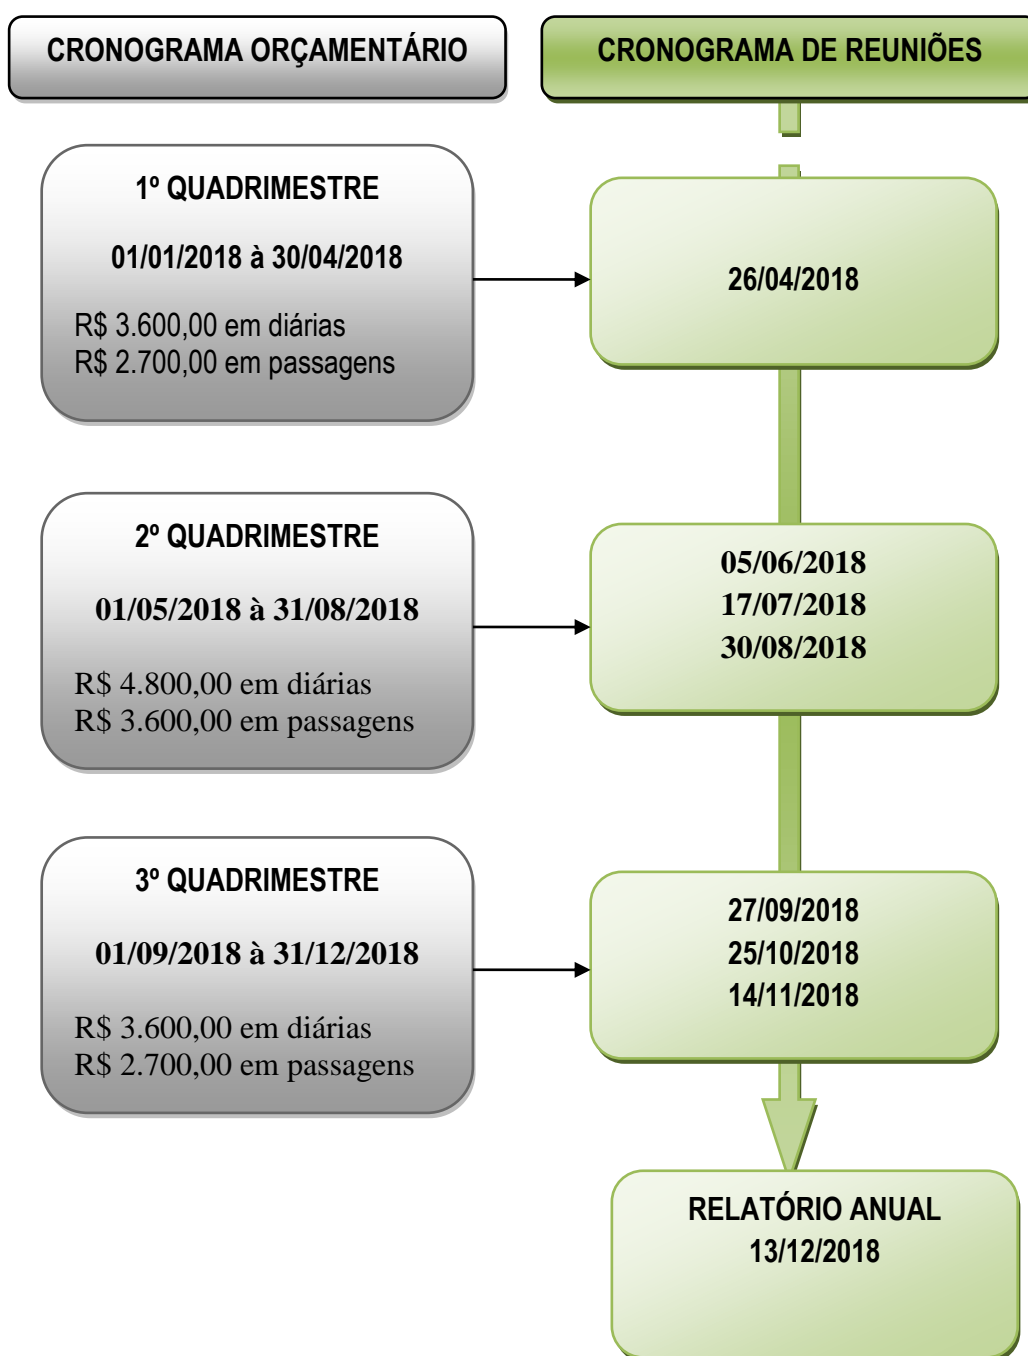 CRONOGRAMA ORÇAMENTÁRIO
CRONOGRAMA DE REUNIÕES
1º QUADRIMESTRE
01/01/2018 à 30/04/2018
R$ 3.600,00 em diárias
R$ 2.700,00 em passagens
26/04/2018
2º QUADRIMESTRE
01/05/2018 à 31/08/2018
R$ 4.800,00 em diárias
R$ 3.600,00 em passagens
05/06/2018
17/07/2018
30/08/2018
3º QUADRIMESTRE
01/09/2018 à 31/12/2018
R$ 3.600,00 em diárias
R$ 2.700,00 em passagens
27/09/2018
25/10/2018
14/11/2018
RELATÓRIO ANUAL
13/12/2018